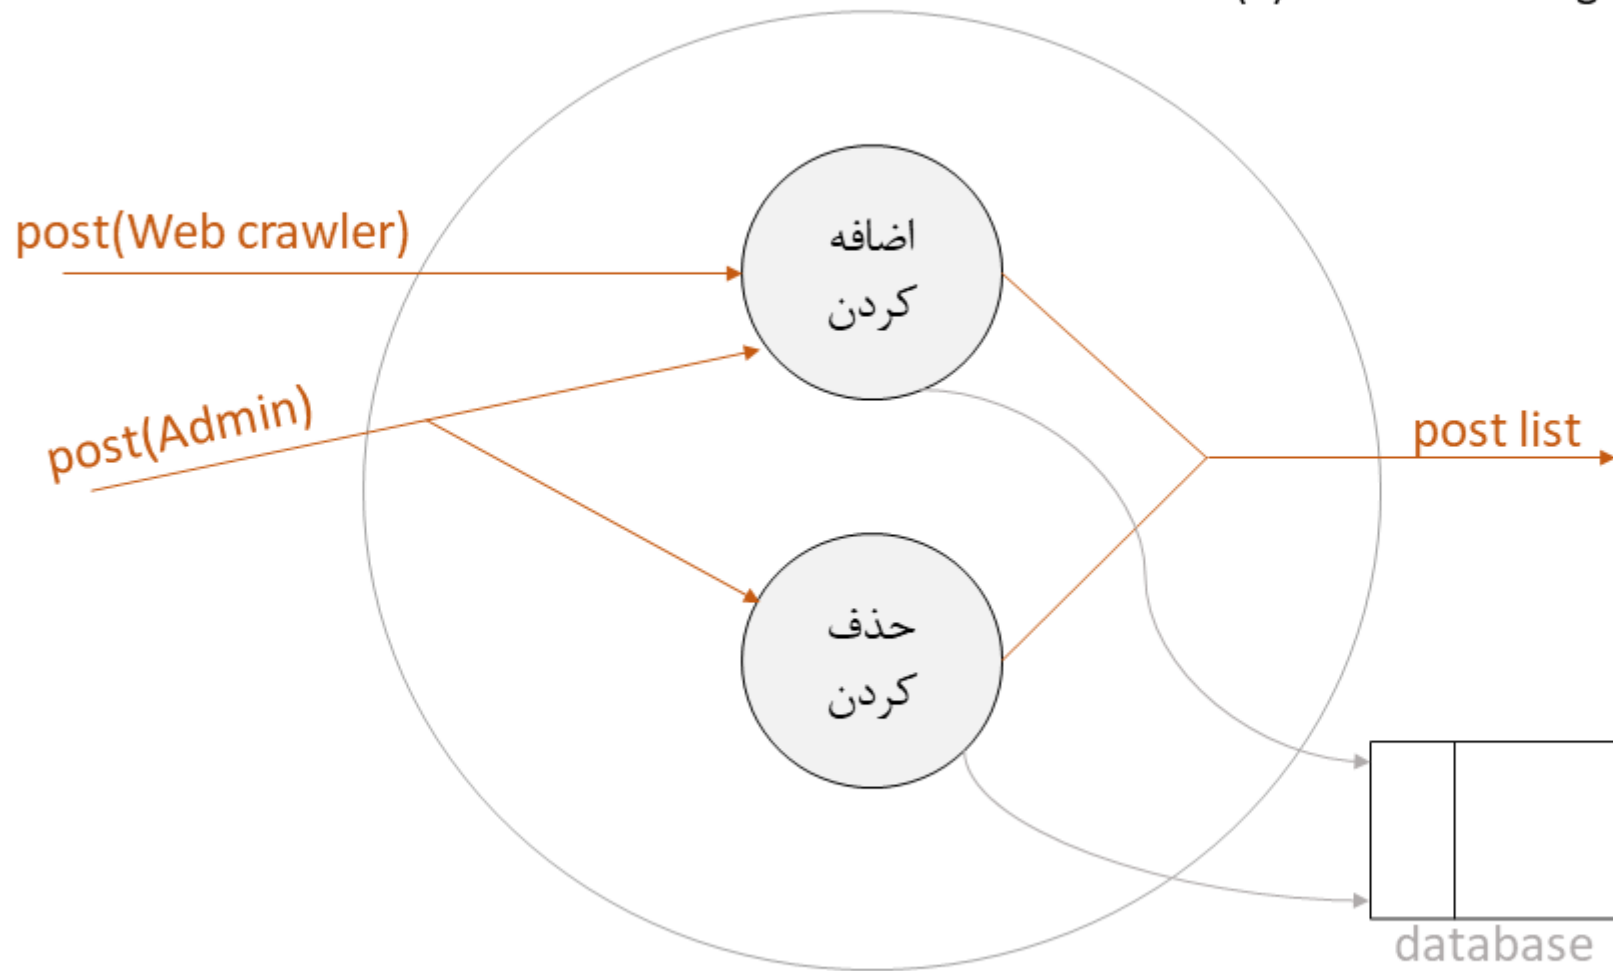 post(Web crawler)
اضافه
کردن
post(Admin)
post list
حذف
کردن
database